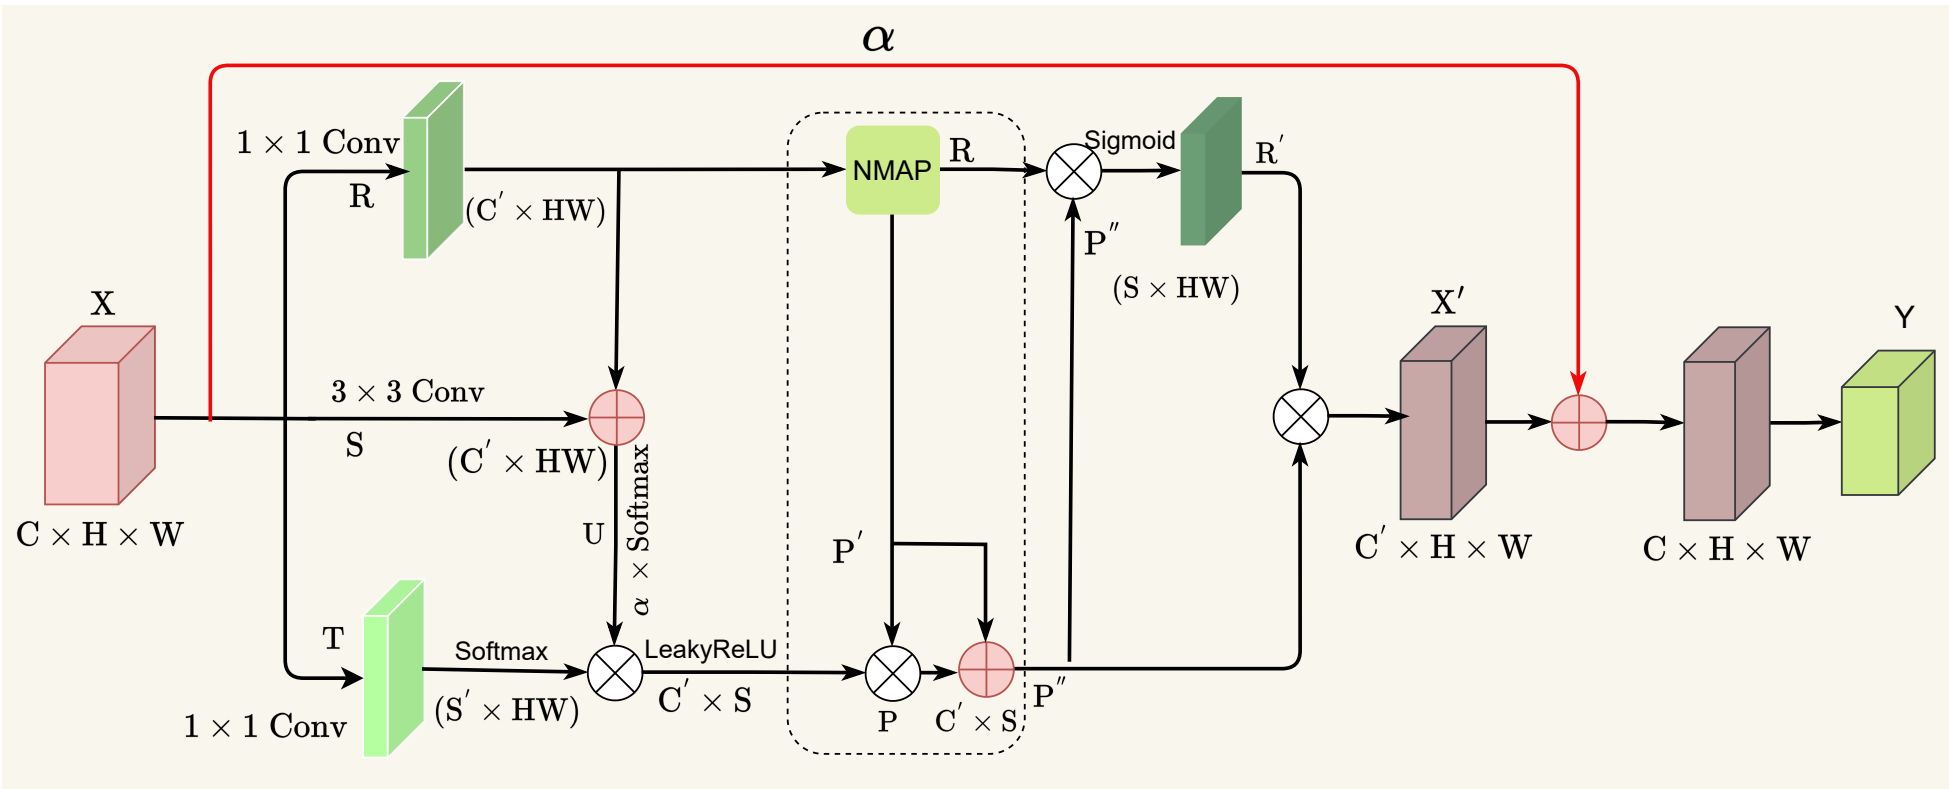 α
1 × 1 Conv
R
(C′ × HW)
NMAP
R
Sigmoid
R′
P″
(S × HW)
X
C × H × W
3 × 3 Conv
S
(C′ × HW)
U
α × Softmax
P′
X′
C′ × H × W
C × H × W
Y
T
1 × 1 Conv
Softmax
(S′ × HW)
LeakyReLU
C′ × S
P
C′ × S
P″